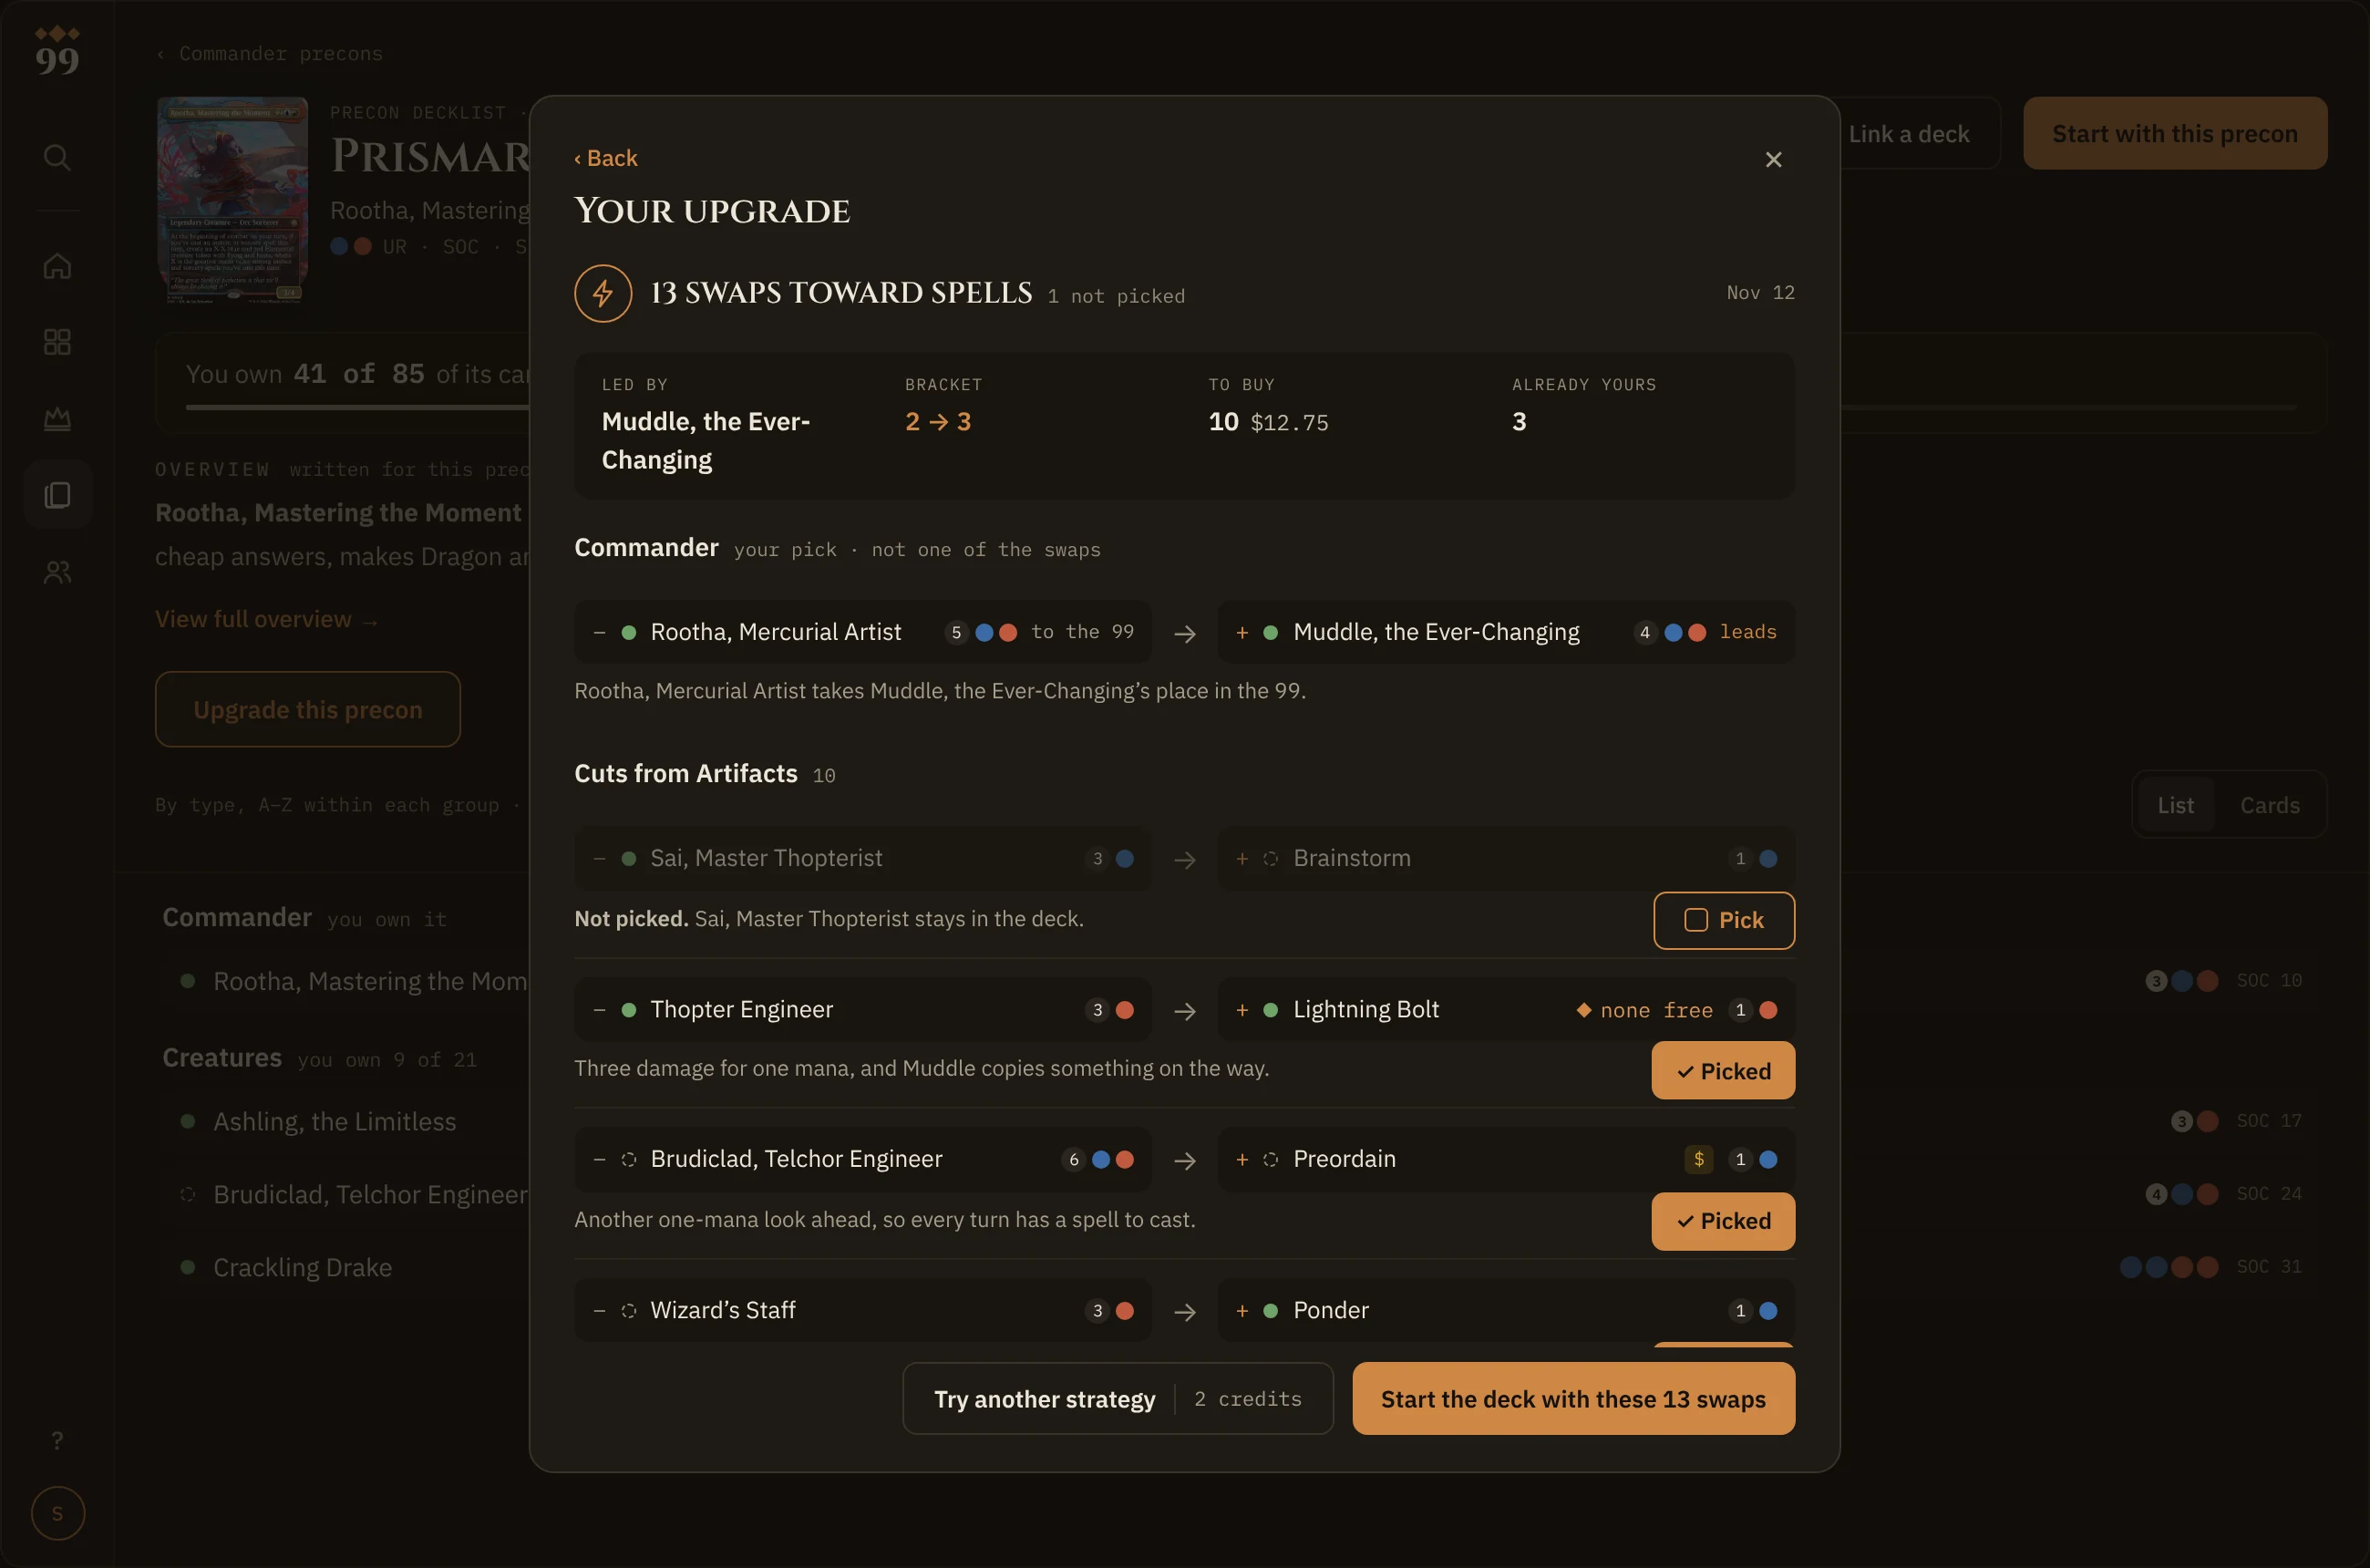 99
‹ Commander precons
PRECON DECKLIST ·
PRISMAR
Rootha, Mastering
UR · SOC · S
Link a deck
Start with this precon
You own 41 of 85 of its car
OVERVIEW written for this prec
Rootha, Mastering the Moment
cheap answers, makes Dragon ar
View full overview →
Upgrade this precon
By type, A–Z within each group ·
List
Cards
Commander you own it
Rootha, Mastering the Mom
3
SOC 10
Creatures you own 9 of 21
Ashling, the Limitless
3
SOC 17
Brudiclad, Telchor Engineer
4
SOC 24
Crackling Drake
SOC 31
?
S
‹ Back
×
YOUR UPGRADE
13 SWAPS TOWARD SPELLS 1 not picked
Nov 12
LED BY
Muddle, the Ever-
Changing
BRACKET
2 → 3
TO BUY
10 $12.75
ALREADY YOURS
3
Commander your pick · not one of the swaps
− Rootha, Mercurial Artist 5 to the 99
→
+ Muddle, the Ever-Changing 4 leads
Rootha, Mercurial Artist takes Muddle, the Ever-Changing’s place in the 99.
Cuts from Artifacts 10
− Sai, Master Thopterist 3
→
+ Brainstorm 1
Not picked. Sai, Master Thopterist stays in the deck.
Pick
− Thopter Engineer 3
→
+ Lightning Bolt ◆ none free 1
Three damage for one mana, and Muddle copies something on the way.
✓ Picked
− Brudiclad, Telchor Engineer 6
→
+ Preordain $ 1
Another one-mana look ahead, so every turn has a spell to cast.
✓ Picked
− Wizard’s Staff 3
→
+ Ponder 1
Try another strategy 2 credits
Start the deck with these 13 swaps